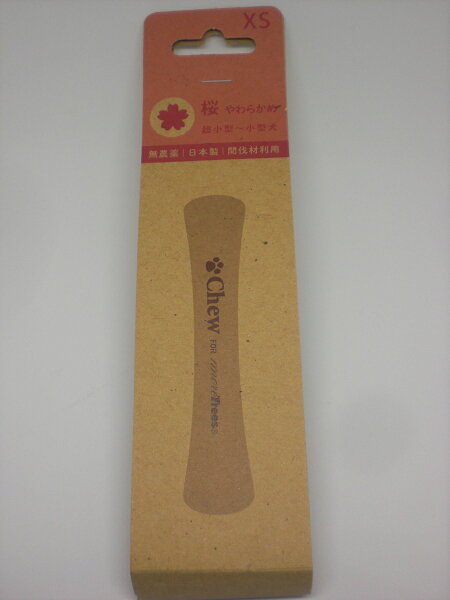 XS
桜 やわらかめ
超小型〜小型犬
無農薬|日本製|間伐材利用
Chew
FOR
more Trees